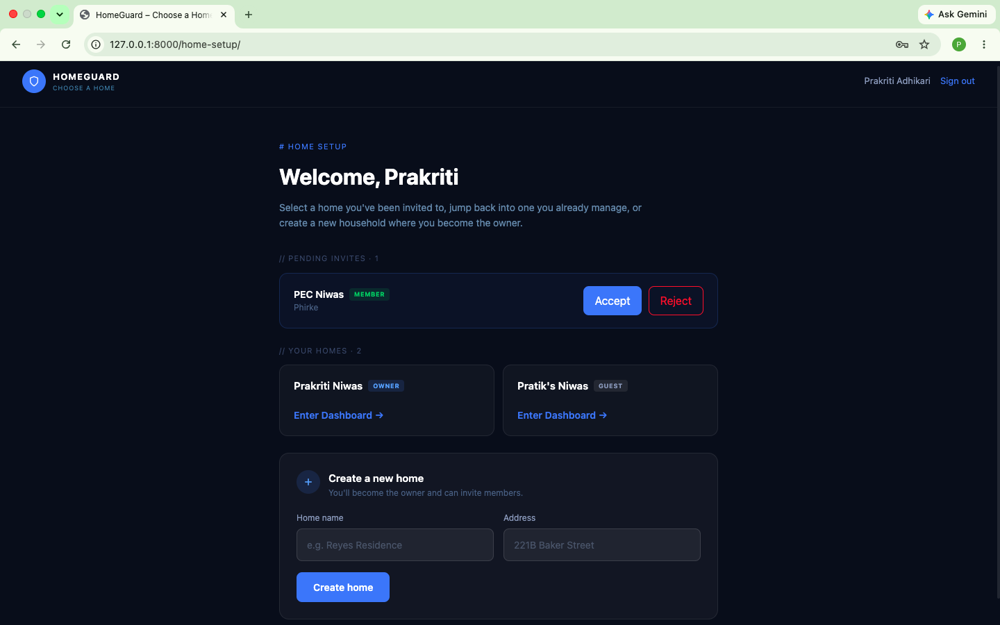 HomeGuard – Choose a Hom
Ask Gemini
127.0.0.1:8000/home-setup/
P
HOMEGUARD
CHOOSE A HOME
Prakriti Adhikari
Sign out
# HOME SETUP
Welcome, Prakriti
Select a home you've been invited to, jump back into one you already manage, or
create a new household where you become the owner.
// PENDING INVITES · 1
PEC Niwas MEMBER
Phirke
Accept
Reject
// YOUR HOMES · 2
Prakriti Niwas OWNER
Enter Dashboard →
Pratik's Niwas GUEST
Enter Dashboard →
Create a new home
You'll become the owner and can invite members.
Home name
e.g. Reyes Residence
Address
221B Baker Street
Create home